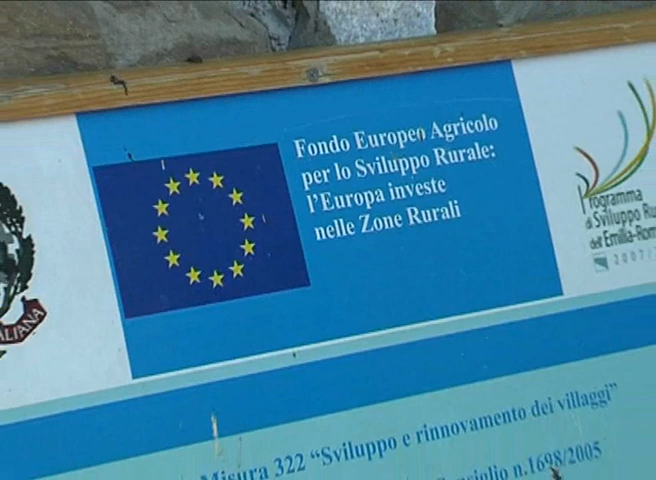 Fondo Europeo Agricolo
per lo Sviluppo Rurale:
l'Europa investe
nelle Zone Rurali
Programma
di Sviluppo Ru
dell'Emilia-Rom
2007/
ALIANA
Misura 322 “Sviluppo e rinnovamento dei villaggi”
n.1698/2005